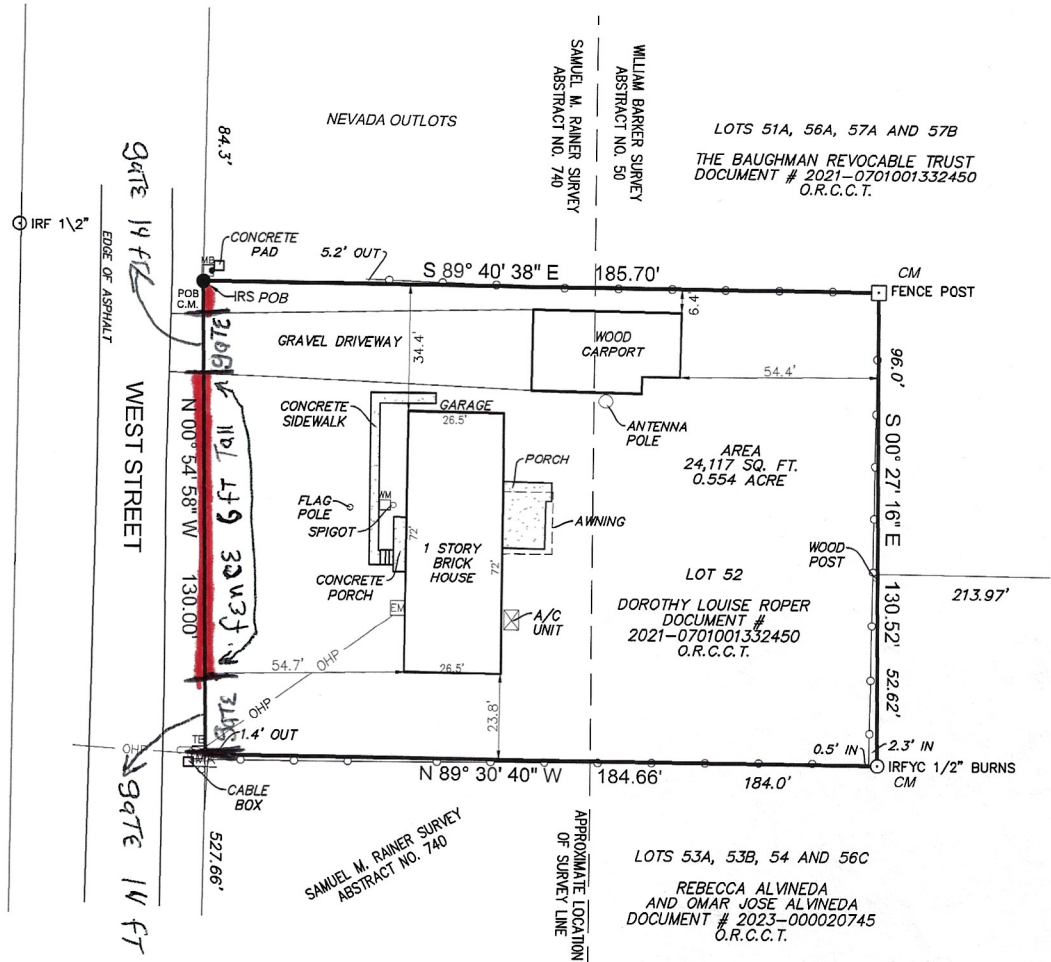 WILLIAM BARKER SURVEY
ABSTRACT NO. 50
SAMUEL M. RAINER SURVEY
ABSTRACT NO. 740
NEVADA OUTLOTS
LOTS 51A, 56A, 57A AND 57B
THE BAUGHMAN REVOCABLE TRUST
DOCUMENT # 2021-0701001332450
O.R.C.C.T.
84.3'
gATE 14 fT
IRF 1\2"
EDGE OF ASPHALT
MB
CONCRETE
PAD
5.2' OUT
S 89° 40' 38" E 185.70'
CM
FENCE POST
POB
C.M.
IRS POB
6.4'
GATE
GRAVEL DRIVEWAY
34.4'
WOOD
CARPORT
54.4'
96.0'
S 00° 27' 16" E
130.52'
52.62'
CONCRETE
SIDEWALK
GARAGE
26.5'
ANTENNA
POLE
AREA
24,117 SQ. FT.
0.554 ACRE
WEST STREET
N 00° 54' 58" W 130.00'
fENCE 6fT TAll
FLAG
POLE
WM
SPIGOT
PORCH
AWNING
72'
1 STORY
BRICK
HOUSE
72'
CONCRETE
PORCH
WOOD
POST
LOT 52
213.97'
EM
A/C
UNIT
DOROTHY LOUISE ROPER
DOCUMENT #
2021-0701001332450
O.R.C.C.T.
54.7'
OHP
26.5'
OHP
gATE
23.8'
TB
1.4' OUT
OHP
0.5' IN
2.3' IN
N 89° 30' 40" W 184.66'
184.0'
IRFYC 1/2" BURNS
CM
CABLE
BOX
gATE 14 fT
527.66'
SAMUEL M. RAINER SURVEY
ABSTRACT NO. 740
APPROXIMATE LOCATION
OF SURVEY LINE
LOTS 53A, 53B, 54 AND 56C
REBECCA ALVINEDA
AND OMAR JOSE ALVINEDA
DOCUMENT # 2023-000020745
O.R.C.C.T.